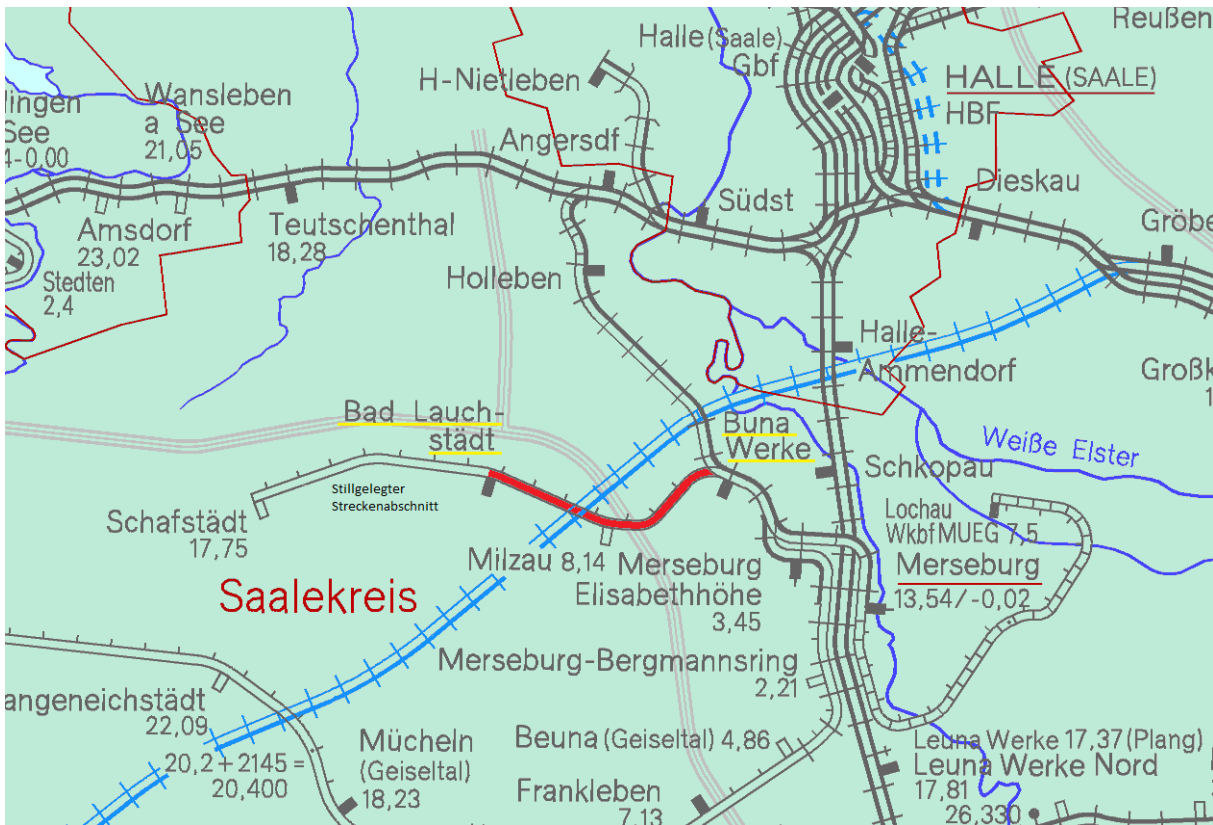 Reußen
Halle (Saale)
Gbf
H-Nietleben
HALLE (SAALE)
HBF
Wansleben
a See
21,05
lingen
See
4-0,00
Angersdf
Dieskau
Südst
Gröbe
Amsdorf
23,02
Teutschenthal
18,28
Stedten
2,4
Holleben
Halle-
Ammendorf
Großk
1
Bad Lauch-
städt
Buna
Werke
Weiße Elster
Schkopau
Stillgelegter
Streckenabschnitt
Schafstädt
17,75
Lochau
Wkbf MUEG 7,5
Milzau 8,14
Merseburg
Elisabethhöhe
3,45
Merseburg
13,54/-0,02
Saalekreis
Merseburg-Bergmannsring
2,21
angeneichstädt
22,09
20,2+2145=
20,400
Mücheln
(Geiseltal)
18,23
Beuna (Geiseltal) 4,86
Frankleben
7,13
Leuna Werke 17,37 (Plang)
Leuna Werke Nord
17,81
26,330